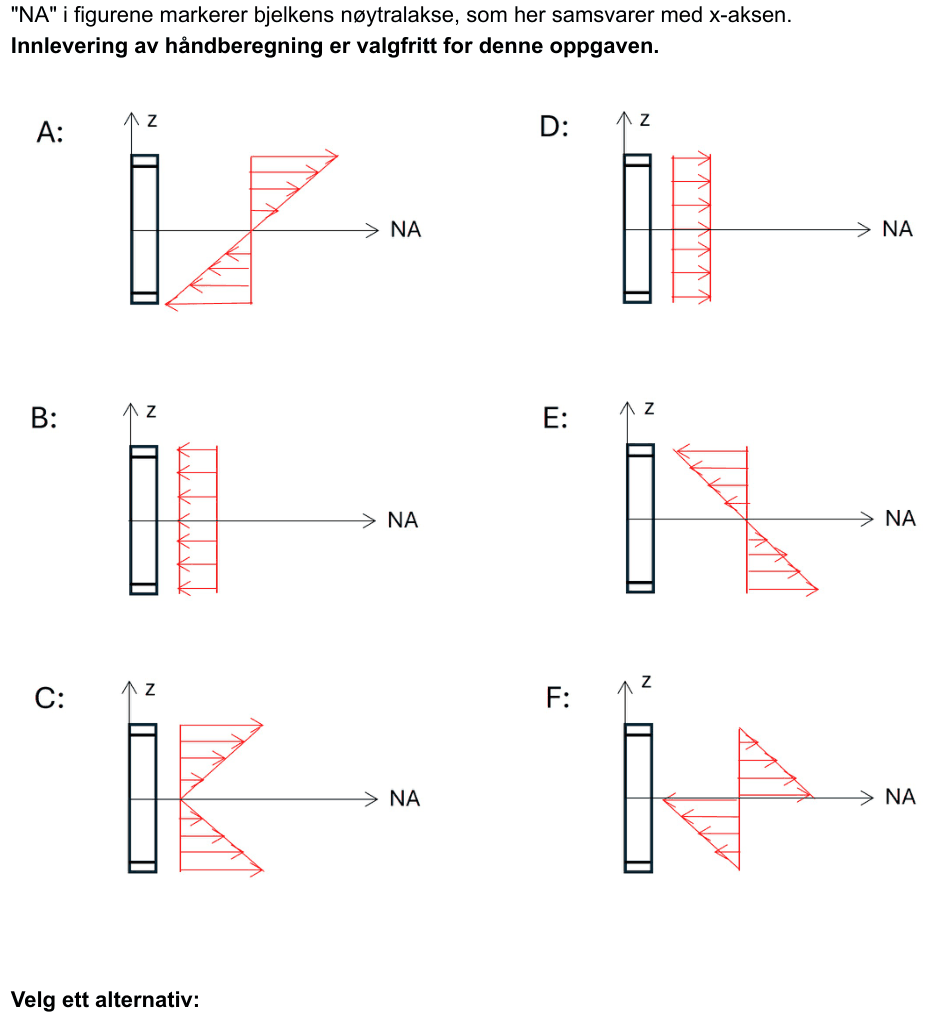 "NA" i figurene markerer bjelkens nøytralakse, som her samsvarer med x-aksen.
Innlevering av håndberegning er valgfritt for denne oppgaven.
A:
z
NA
D:
z
NA
B:
z
NA
E:
z
NA
C:
z
NA
F:
z
NA
Velg ett alternativ: